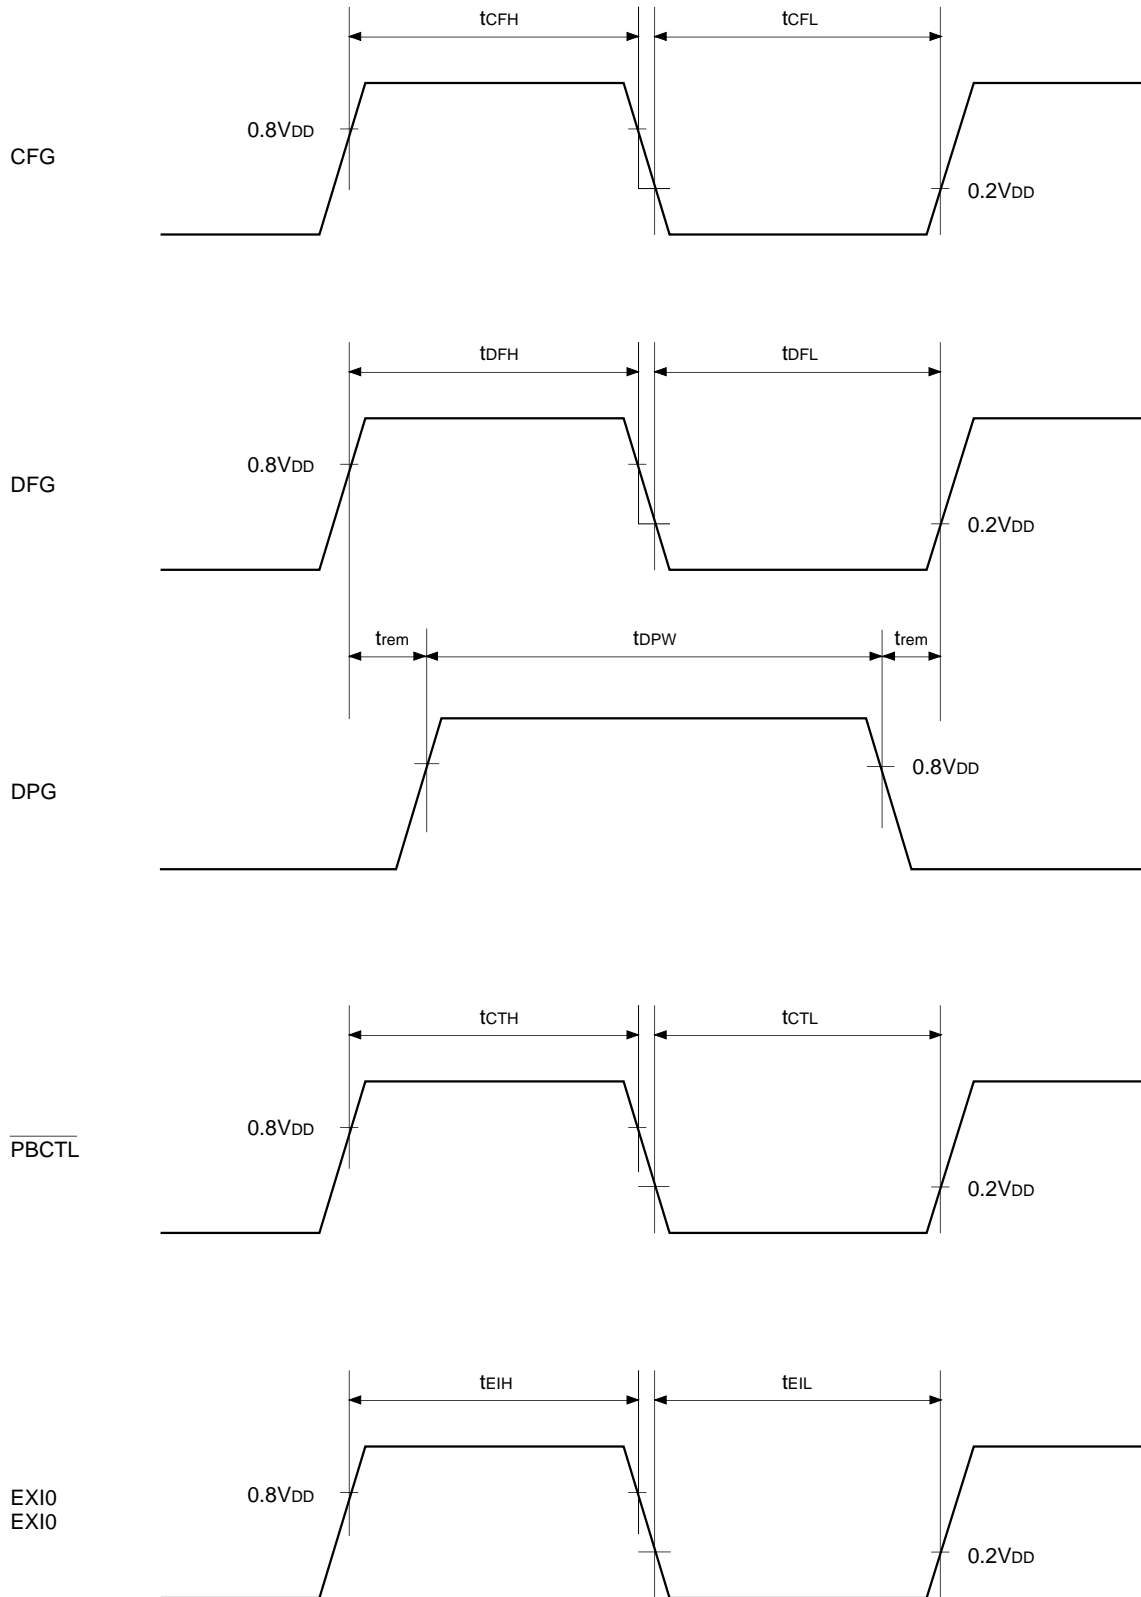 tCFH tCFL
0.8VDD
CFG
0.2VDD
tDFH tDFL
0.8VDD
DFG
0.2VDD
trem tDPW trem
0.8VDD
DPG
tCTH tCTL
0.8VDD
PBCTL
0.2VDD
tEIH tEIL
0.8VDD
EXI0
EXI0
0.2VDD